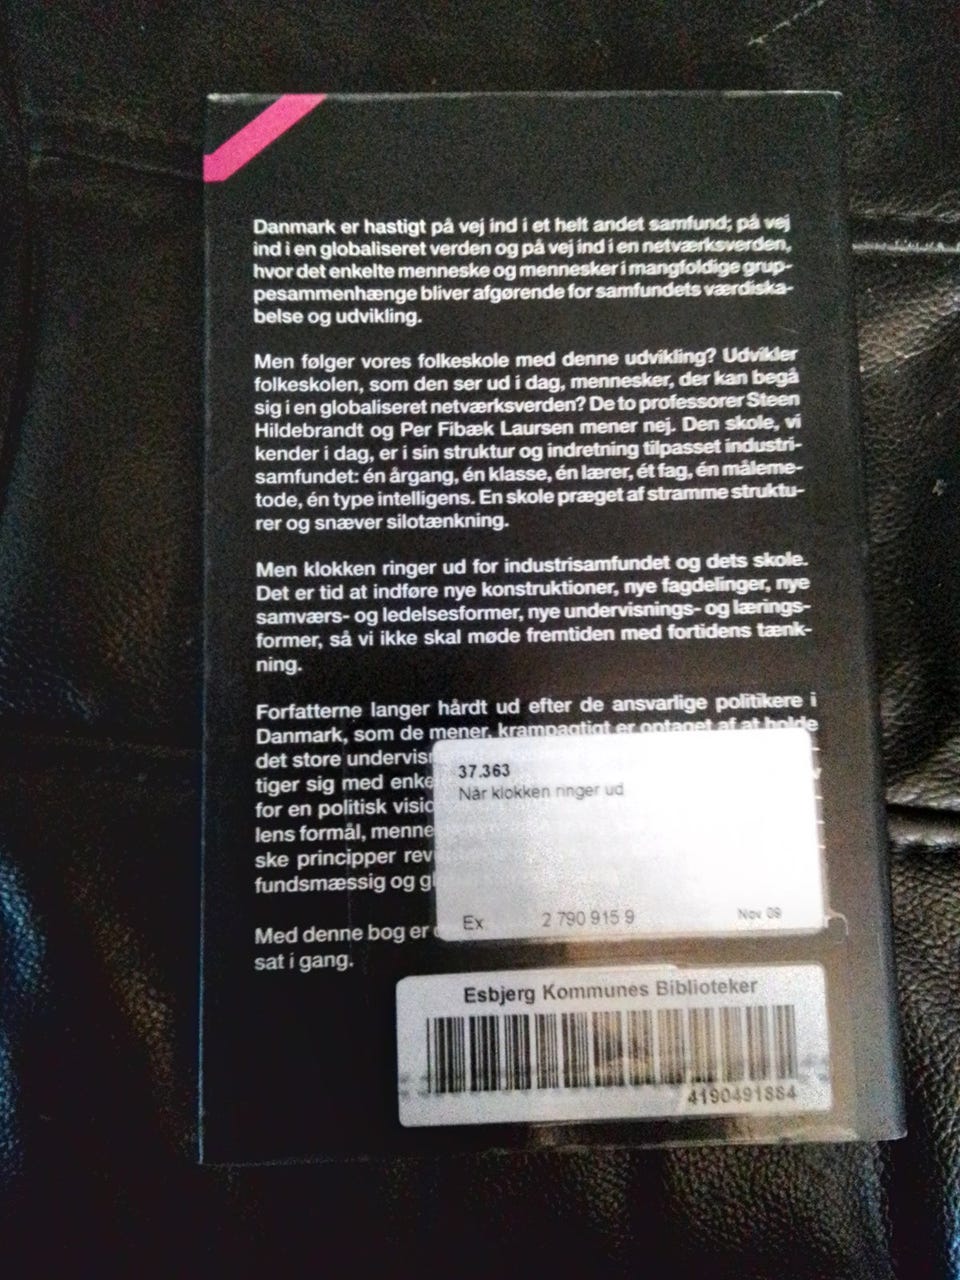 Danmark er hastigt på vej ind i et helt andet samfund; på vej
ind i en globaliseret verden og på vej ind i en netværksverden,
hvor det enkelte menneske og mennesker i mangfoldige grup-
pesammenhænge bliver afgørende for samfundets værdiska-
belse og udvikling.
Men følger vores folkeskole med denne udvikling? Udvikler
folkeskolen, som den ser ud i dag, mennesker, der kan begå
sig i en globaliseret netværksverden? De to professorer Steen
Hildebrandt og Per Fibæk Laursen mener nej. Den skole, vi
kender i dag, er i sin struktur og indretning tilpasset industri-
samfundet: én årgang, én klasse, én lærer, ét fag, én måleme-
tode, én type intelligens. En skole præget af stramme struktu-
rer og snæver silotænkning.
Men klokken ringer ud for industrisamfundet og dets skole.
Det er tid at indføre nye konstruktioner, nye fagdelinger, nye
samværs- og ledelsesformer, nye undervisnings- og lærings-
former, så vi ikke skal møde fremtiden med fortidens tænk-
ning.
Forfatterne langer hårdt ud efter de ansvarlige politikere i
Danmark, som de mener, krampagtigt er optaget af at holde
det store
tiger sig med
for en politisk
lens formål,
ske principper
fundsmæssig og
Med denne bog er
sat i gang.
37.363
Når klokken ringer ud
Ex 2 790 915 9 Nov 09
Esbjerg Kommunes Biblioteker
4190491884